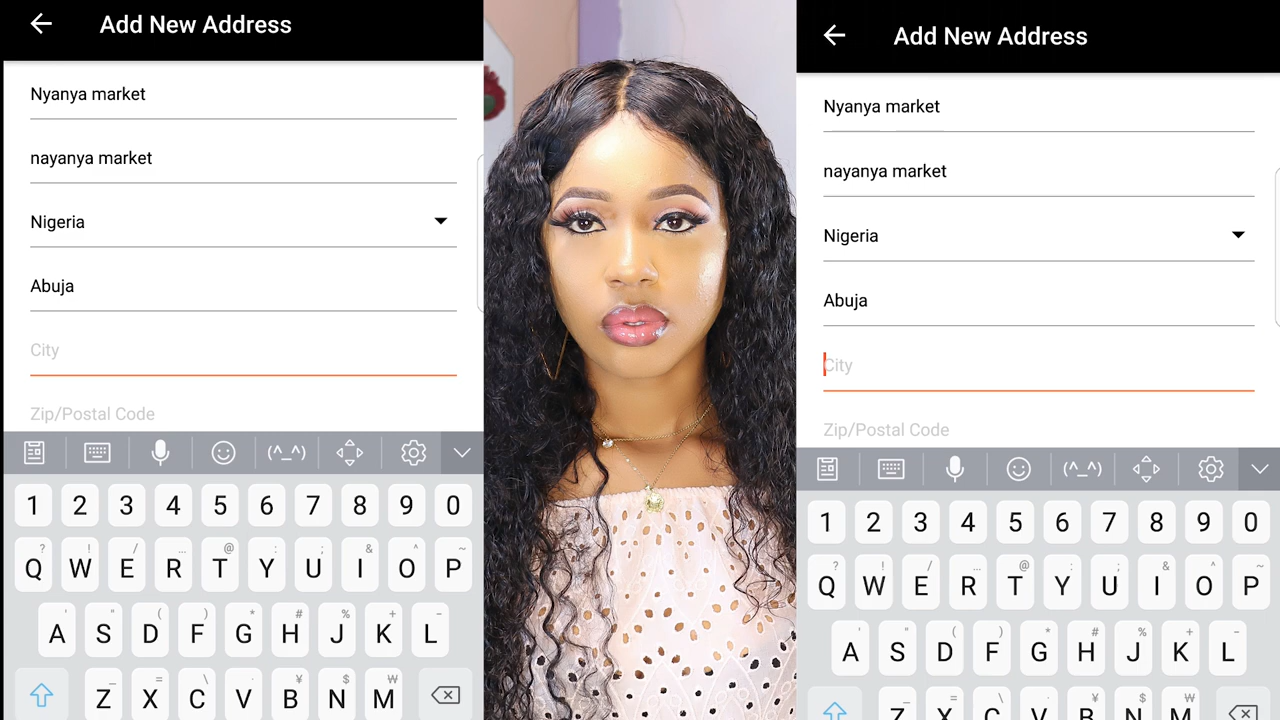 Add New Address
Nyanya market
nayanya market
Nigeria
Abuja
City
Zip/Postal Code
(^_^)
1 2 3 4 5 6 7 8 9 0
? ! / ... @ : ; & ^ ~
Q W E R T Y U I O P
' " ( ) * # % + -
A S D F G H J K L
_ = \ · ¥ $ ₩
Z X C V B N M
Add New Address
Nyanya market
nayanya market
Nigeria
Abuja
City
Zip/Postal Code
(^_^)
1 2 3 4 5 6 7 8 9 0
? ! / ... @ : ; & ^ ~
Q W E R T Y U I O P
' " ( ) * # % + -
A S D F G H J K L
_ = \ · ¥ $ ₩
Z X C V B N M